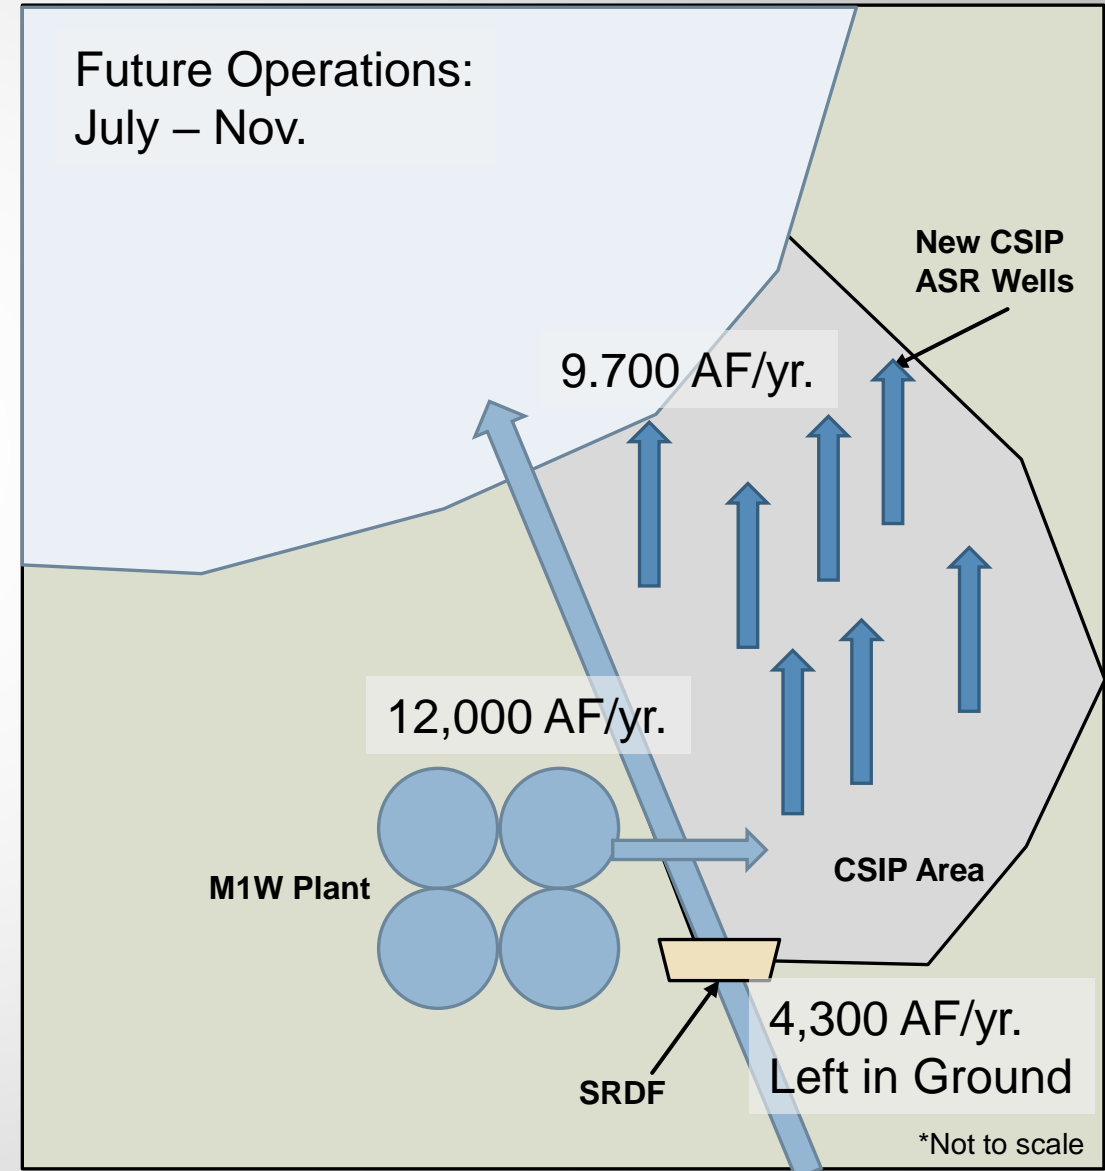 Future Operations:
July – Nov.
New CSIP
ASR Wells
9.700 AF/yr.
12,000 AF/yr.
M1W Plant
CSIP Area
4,300 AF/yr.
Left in Ground
SRDF
*Not to scale